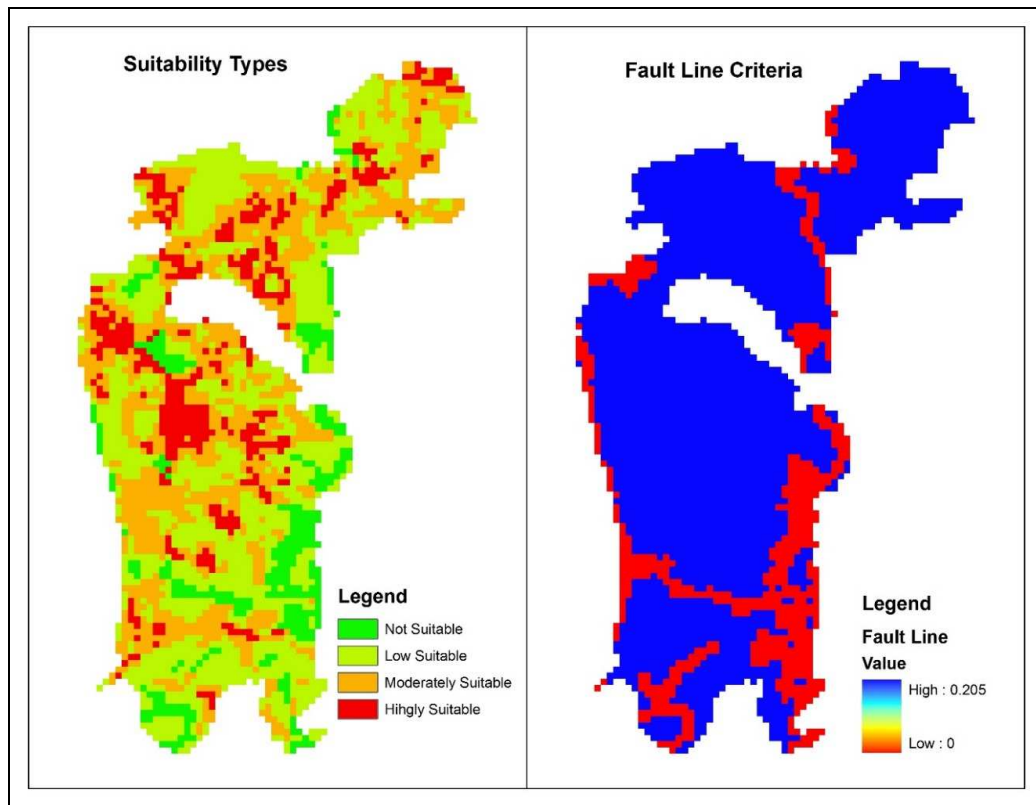 Suitability Types
Legend
Not Suitable
Low Suitable
Moderately Suitable
Hihgly Suitable
Fault Line Criteria
Legend
Fault Line
Value
High : 0.205
Low : 0